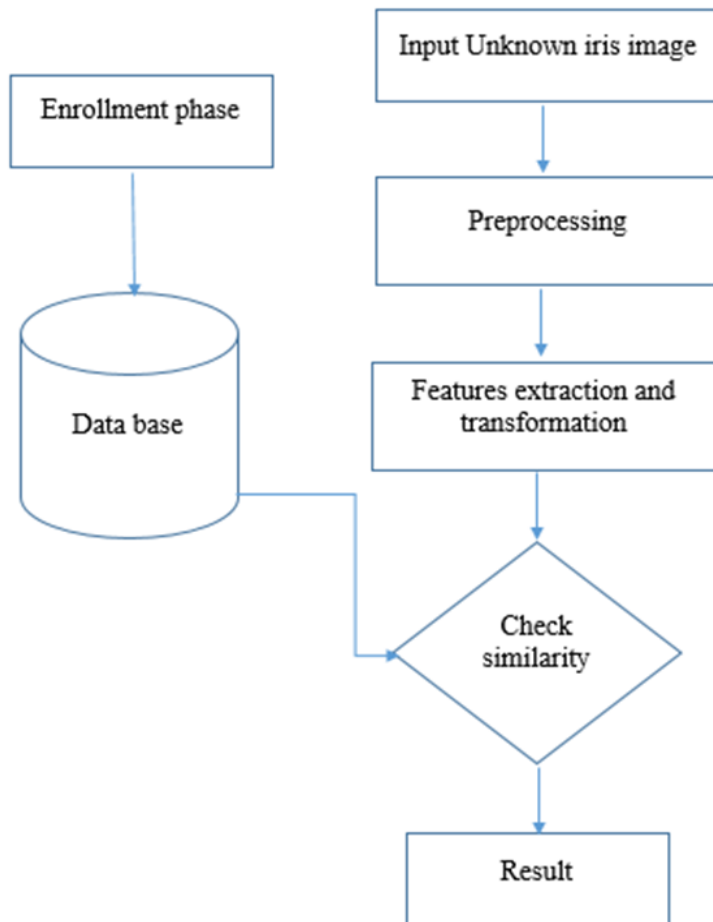 Input Unknown iris image
Enrollment phase
Preprocessing
Features extraction and
transformation
Data base
Check
similarity
Result